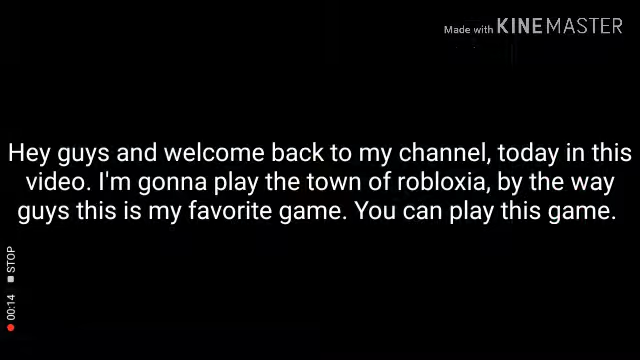 Made with KINEMASTER
Hey guys and welcome back to my channel, today in this
video. I'm gonna play the town of robloxia, by the way
guys this is my favorite game. You can play this game.
STOP
00:14